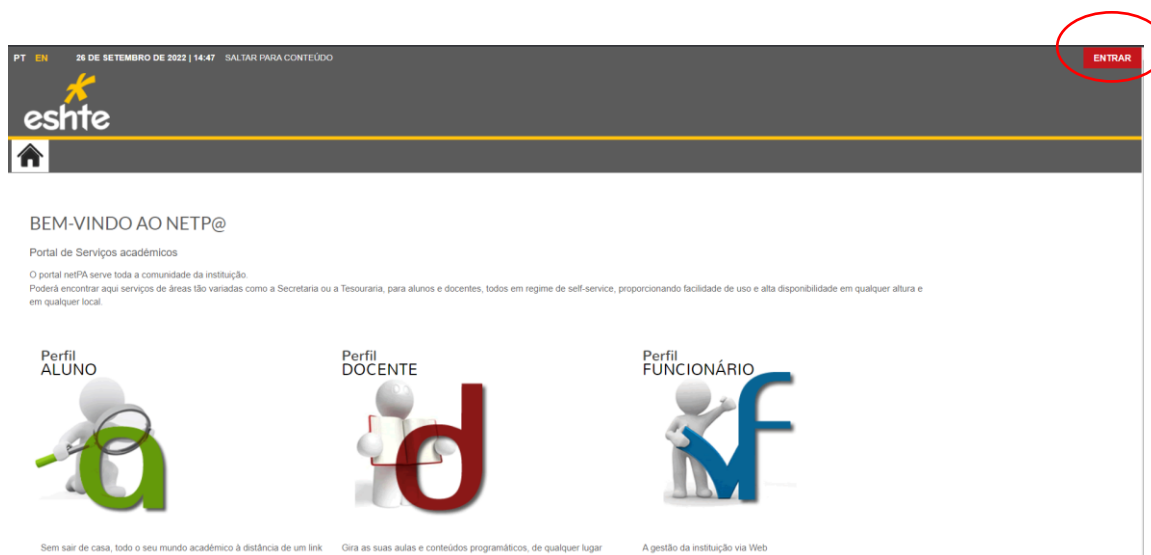 PT EN 26 DE SETEMBRO DE 2022 | 14:47 SALTAR PARA CONTEÚDO ENTRAR
eshte
BEM-VINDO AO NETP@
Portal de Serviços académicos
O portal netPA serve toda a comunidade da instituição.
Poderá encontrar aqui serviços de áreas tão variadas como a Secretaria ou a Tesouraria, para alunos e docentes, todos em regime de self-service, proporcionando facilidade de uso e alta disponibilidade em qualquer altura e
em qualquer local.
Perfil
ALUNO
a
Sem sair de casa, todo o seu mundo académico à distância de um link
Perfil
DOCENTE
d
Gira as suas aulas e conteúdos programáticos, de qualquer lugar
Perfil
FUNCIONÁRIO
f
A gestão da instituição via Web